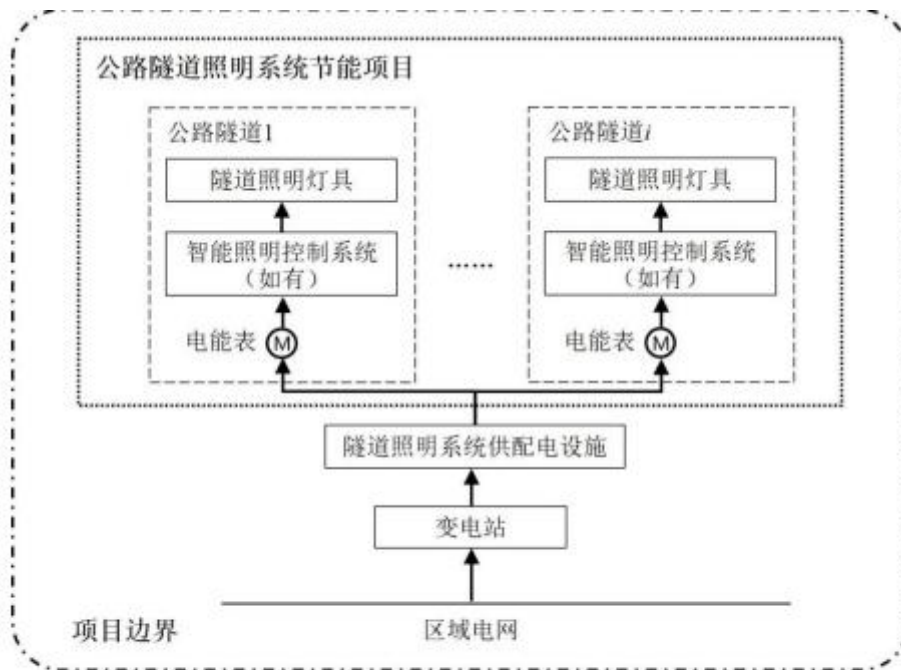 公路隧道照明系统节能项目
公路隧道1
隧道照明灯具
智能照明控制系统
（如有）
电能表
M
……
公路隧道i
隧道照明灯具
智能照明控制系统
（如有）
电能表
M
隧道照明系统供配电设施
变电站
项目边界
区域电网